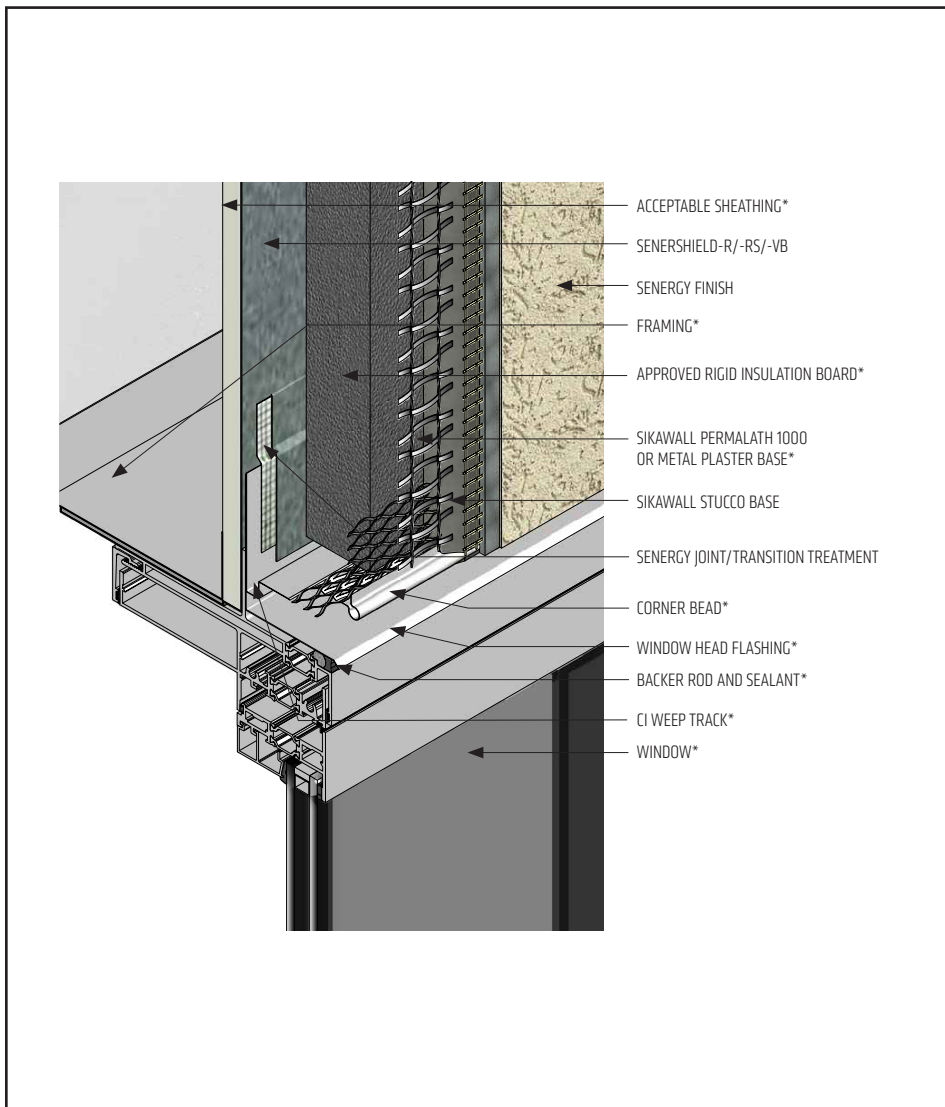 ACCEPTABLE SHEATHING*
SENERSHIELD-R/-RS/-VB
SENERGY FINISH
FRAMING*
APPROVED RIGID INSULATION BOARD*
SIKAWALL PERMALATH 1000
OR METAL PLASTER BASE*
SIKAWALL STUCCO BASE
SENERGY JOINT/TRANSITION TREATMENT
CORNER BEAD*
WINDOW HEAD FLASHING*
BACKER ROD AND SEALANT*
CI WEEP TRACK*
WINDOW*